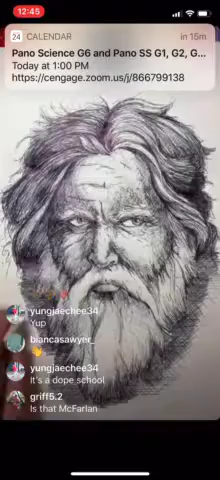 12:45
24 CALENDAR in 15m
Pano Science G6 and Pano SS G1, G2, G...
Today at 1:00 PM
https://cengage.zoom.us/j/866799138
yungjaechee34
Yup
biancasawyer_
👋
yungjaechee34
It's a dope school
griff5.2
Is that McFarlan